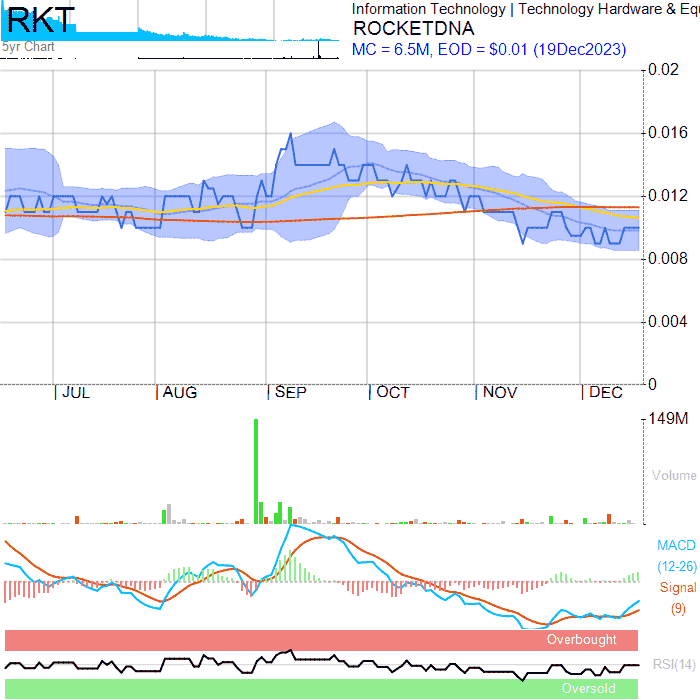 RKT
5yr Chart
Information Technology | Technology Hardware & Equ
ROCKETDNA
MC = 6.5M, EOD = $0.01 (19Dec2023)
0.02
0.016
0.012
0.008
0.004
0
JUL
AUG
SEP
OCT
NOV
DEC
149M
Volume
MACD
(12-26)
Signal
(9)
Overbought
RSI(14)
Oversold